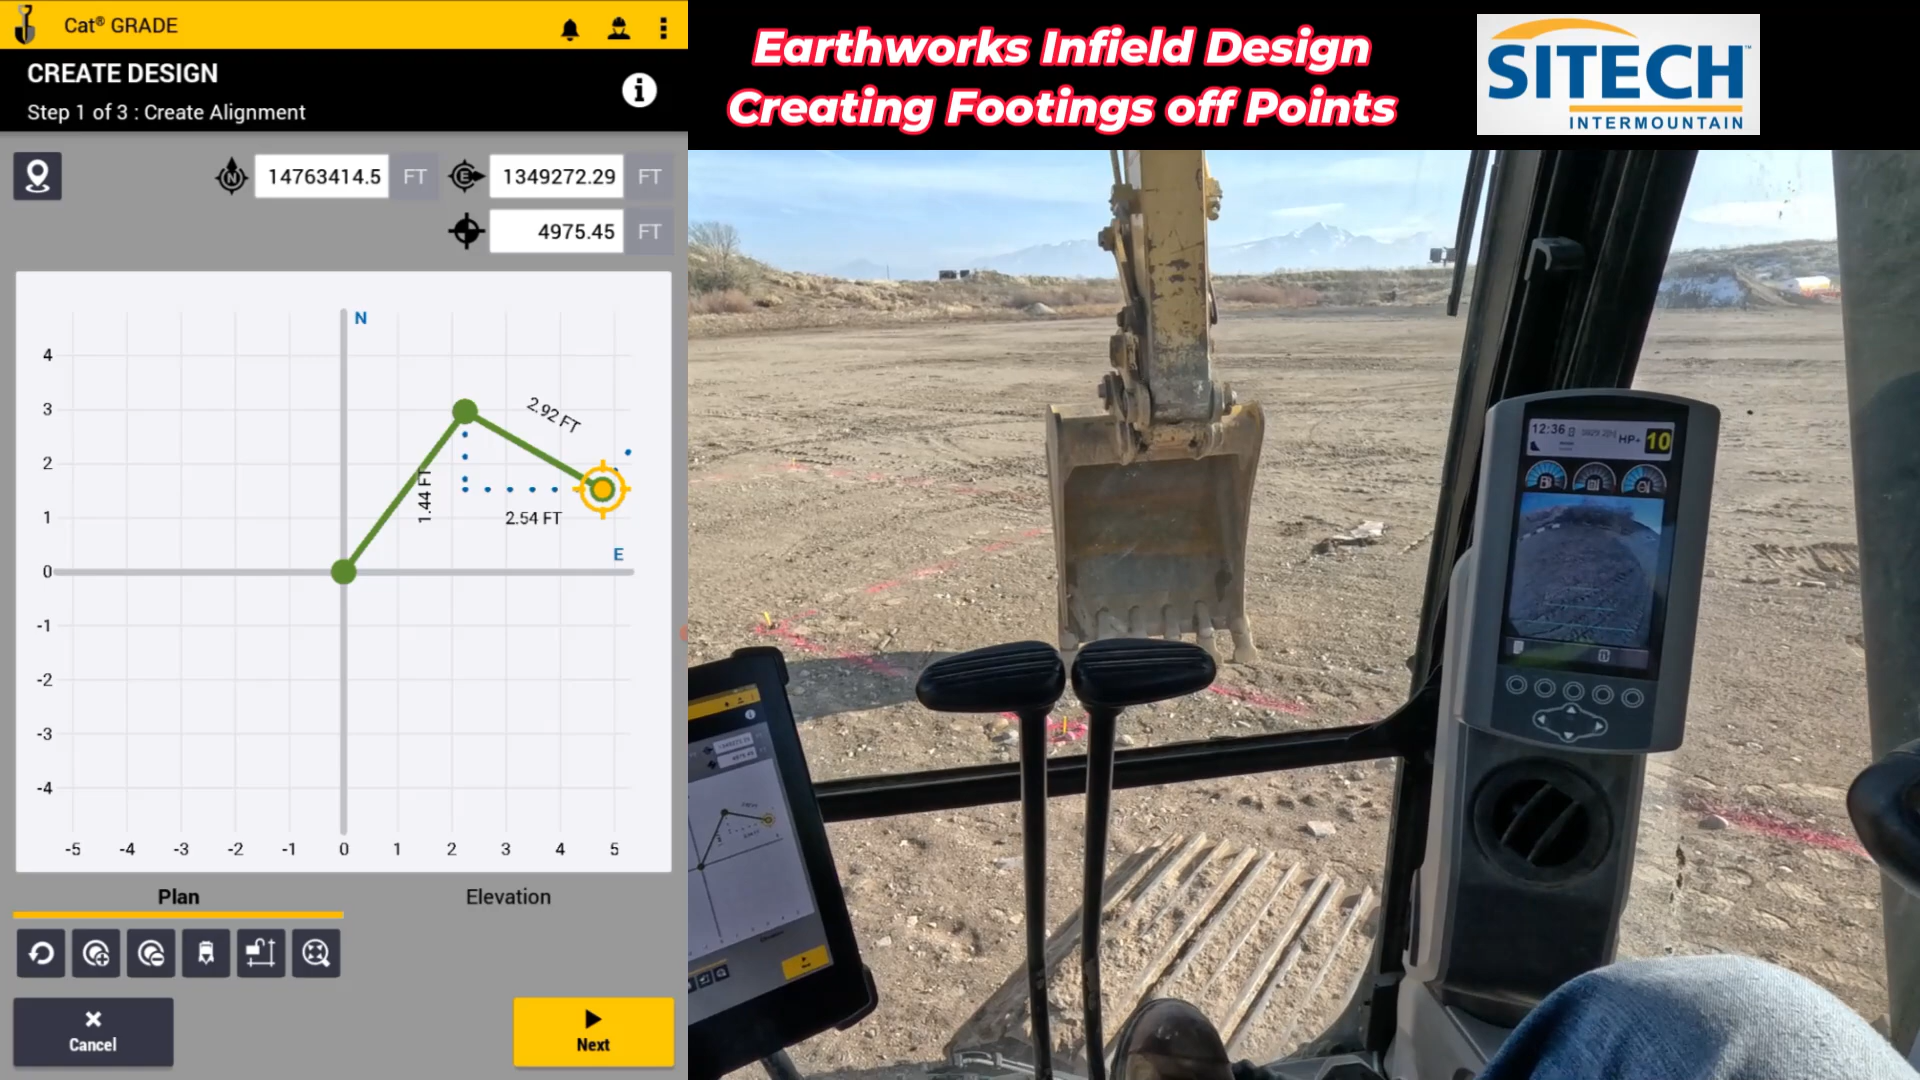 Cat® GRADE
CREATE DESIGN
Step 1 of 3 : Create Alignment
N 14763414.5 FT E 1349272.29 FT
4975.45 FT
N
4
3
2
1
0
-1
-2
-3
-4
2.92 FT
1.44 FT
2.54 FT
E
-5 -4 -3 -2 -1 0 1 2 3 4 5
Plan Elevation
Cancel Next
Earthworks Infield Design
Creating Footings off Points
SITECH™
INTERMOUNTAIN
12:36 HP+ 10